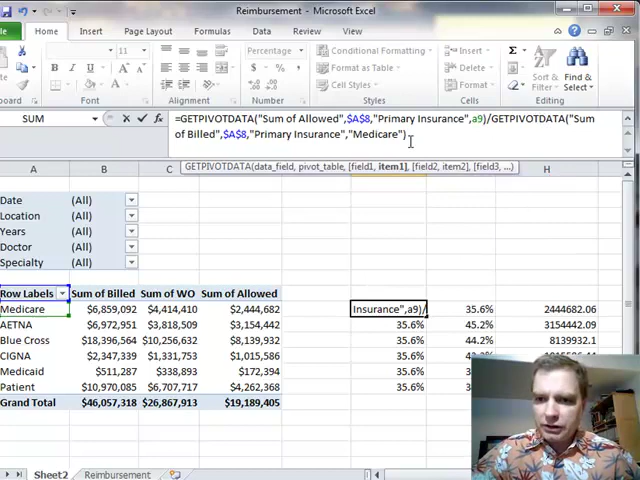 Reimbursement - Microsoft Excel
Home Insert Page Layout Formulas Data Review View
11 Percentage Conditional Formatting Insert
Format as Table Delete Sort & Filter Find & Select
Cell Styles Format
Clipboard Font Alignment Number Styles Cells Editing
SUM =GETPIVOTDATA("Sum of Allowed",$A$8,"Primary Insurance",a9)/GETPIVOTDATA("Sum
of Billed",$A$8,"Primary Insurance","Medicare")
GETPIVOTDATA(data_field, pivot_table, [field1, item1], [field2, item2], [field3, ...)
A B C H
Date (All)
Location (All)
Years (All)
Doctor (All)
Specialty (All)
Row Labels Sum of Billed Sum of WO Sum of Allowed
Medicare $6,859,092 $4,414,410 $2,444,682 Insurance",a9)/ 35.6% 2444682.06
AETNA $6,972,951 $3,818,509 $3,154,442 35.6% 45.2% 3154442.09
Blue Cross $18,396,564 $10,256,632 $8,139,932 35.6% 44.2% 8139932.1
CIGNA $2,347,339 $1,331,753 $1,015,586 35.6%
Medicaid $511,287 $338,893 $172,394 35.6%
Patient $10,970,085 $6,707,717 $4,262,368 35.6%
Grand Total $46,057,318 $26,867,913 $19,189,405
Sheet2 Reimbursement